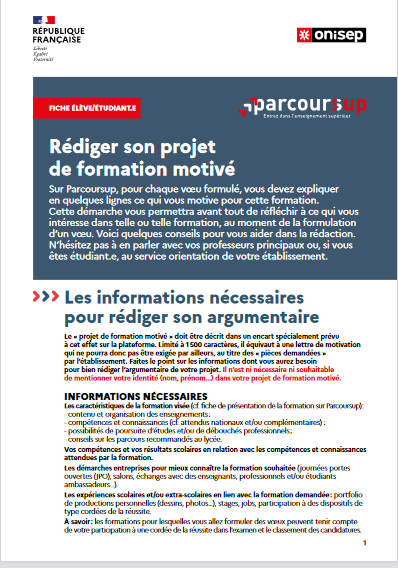 RÉPUBLIQUE
FRANÇAISE
Liberté
Égalité
Fraternité
onisep
FICHE ÉLÈVE/ÉTUDIANT.E
parcoursup
Entrez dans l'enseignement supérieur
Rédiger son projet
de formation motivé
Sur Parcoursup, pour chaque vœu formulé, vous devez expliquer
en quelques lignes ce qui vous motive pour cette formation.
Cette démarche vous permettra avant tout de réfléchir à ce qui vous
intéresse dans telle ou telle formation, au moment de la formulation
d'un vœu. Voici quelques conseils pour vous aider dans la rédaction.
N'hésitez pas à en parler avec vos professeurs principaux ou, si vous
êtes étudiant.e, au service orientation de votre établissement.
Les informations nécessaires
pour rédiger son argumentaire
Le « projet de formation motivé » doit être décrit dans un encart spécialement prévu
à cet effet sur la plateforme. Limité à 1500 caractères, il équivaut à une lettre de motivation
qui ne pourra donc pas être exigée par ailleurs, au titre des « pièces demandées »
par l'établissement. Faites le point sur les informations dont vous aurez besoin
pour bien rédiger l'argumentaire de votre projet. Il n'est ni nécessaire ni souhaitable
de mentionner votre identité (nom, prénom...) dans votre projet de formation motivé.
INFORMATIONS NÉCESSAIRES
Les caractéristiques de la formation visée (cf. fiche de présentation de la formation sur Parcoursup):
- contenu et organisation des enseignements ;
- compétences et connaissances (cf. attendus nationaux et/ou complémentaires) ;
- possibilités de poursuite d'études et/ou de débouchés professionnels ;
- conseils sur les parcours recommandés au lycée.
Vos compétences et vos résultats scolaires en relation avec les compétences et connaissances
attendues par la formation.
Les démarches entreprises pour mieux connaître la formation souhaitée (journées portes
ouvertes (JPO), salons, échanges avec des enseignants, professionnels et/ou étudiants
ambassadeurs...).
Les expériences scolaires et/ou extra-scolaires en lien avec la formation demandée : portfolio
de productions personnelles (dessins, photos...), stages, jobs, participation à des dispositifs de
type cordées de la réussite.
À savoir : les formations pour lesquelles vous allez formuler des vœux peuvent tenir compte
de votre participation à une cordée de la réussite dans l'examen et le classement des candidatures.
1